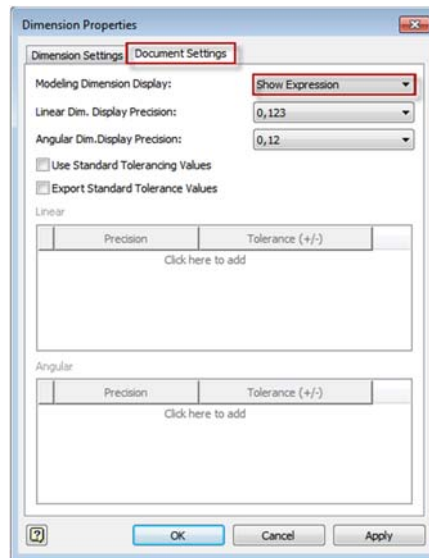 Dimension Properties
Dimension Settings Document Settings
Modeling Dimension Display: Show Expression
Linear Dim. Display Precision: 0,123
Angular Dim.Display Precision: 0,12
Use Standard Tolerancing Values
Export Standard Tolerance Values
Linear
Precision Tolerance (+/-)
Click here to add
Angular
Precision Tolerance (+/-)
Click here to add
? OK Cancel Apply